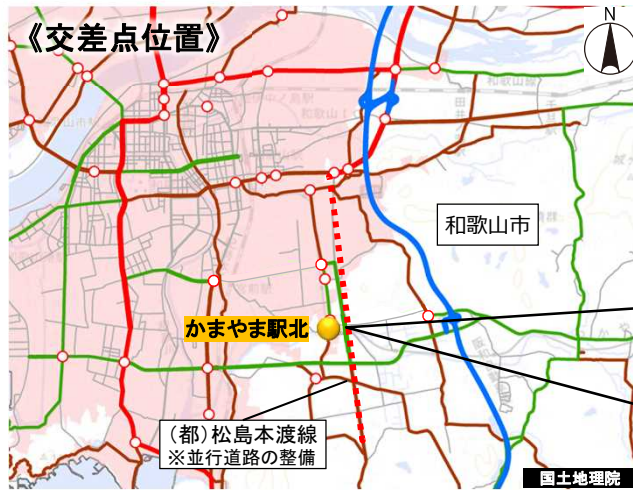 《交差点位置》
N
和歌山市
かまやま駅北
（都）松島本渡線
※並行道路の整備
国土地理院